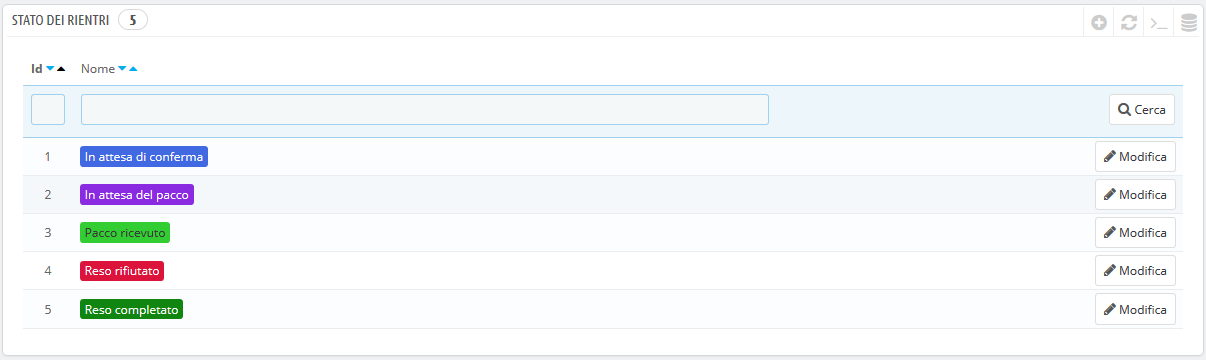 STATO DEI RIENTRI 5
Id Nome
Cerca
1 In attesa di conferma Modifica
2 In attesa del pacco Modifica
3 Pacco ricevuto Modifica
4 Reso rifiutato Modifica
5 Reso completato Modifica